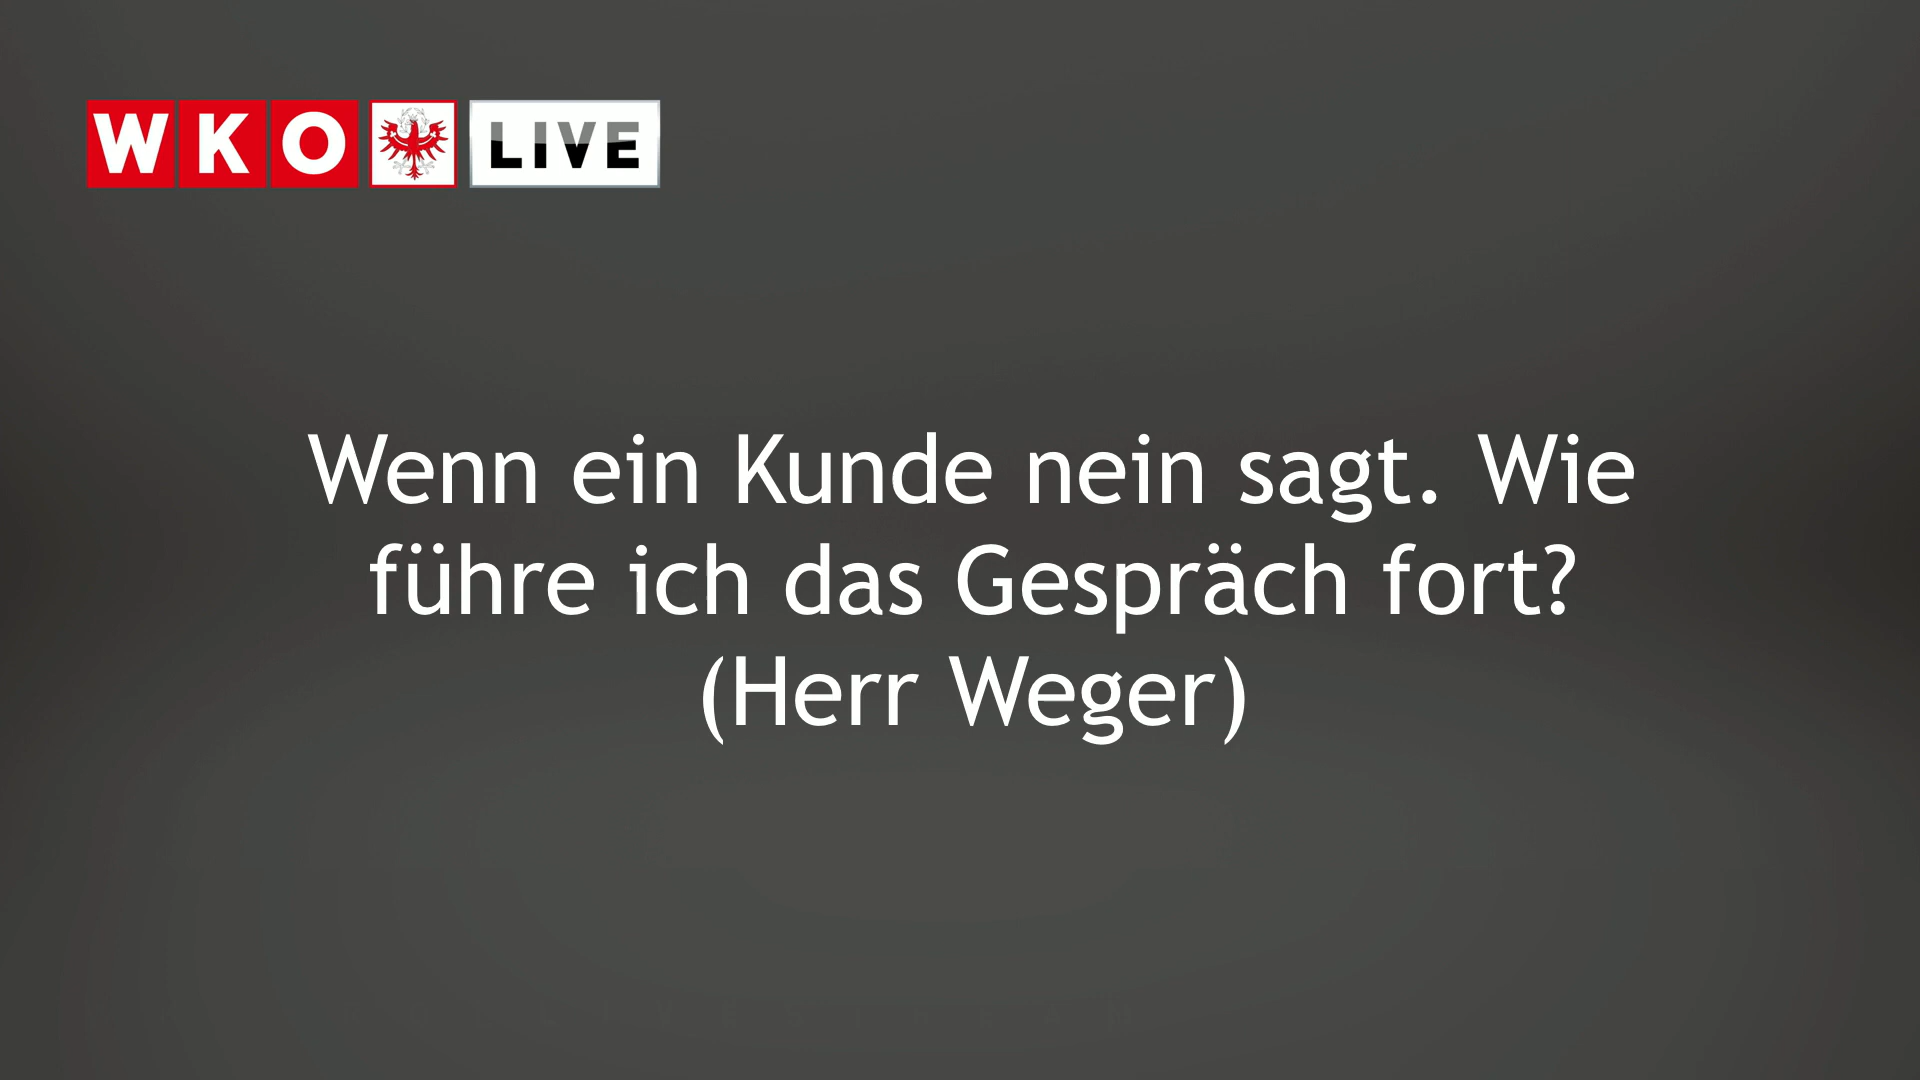 WKO LIVE
Wenn ein Kunde nein sagt. Wie
führe ich das Gespräch fort?
(Herr Weger)